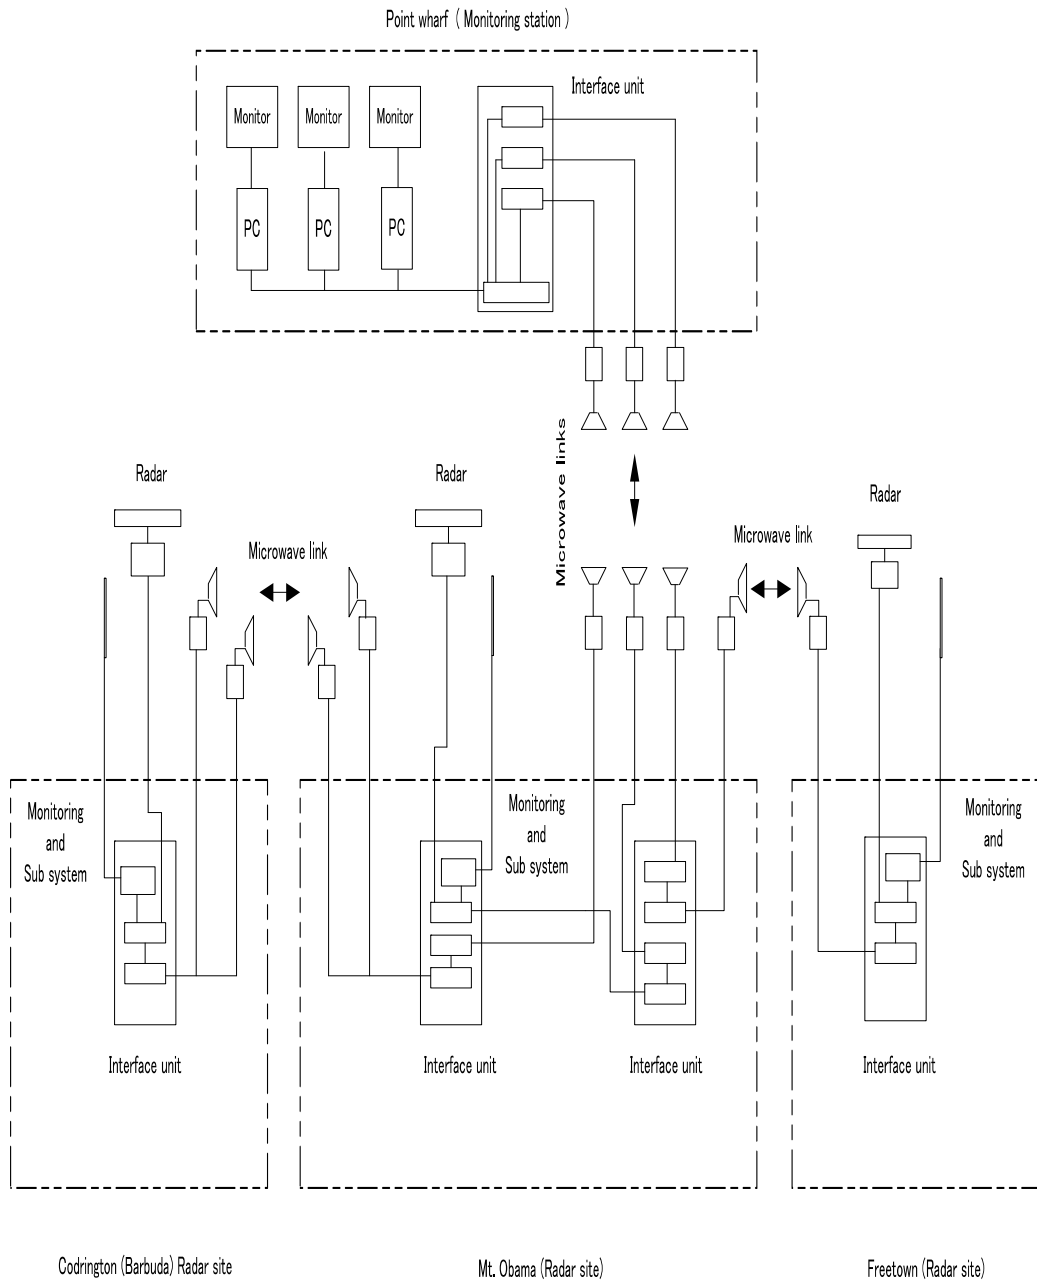 Point wharf ( Monitoring station )
Interface unit
Monitor
Monitor
Monitor
PC
PC
PC
Microwave links
Radar
Radar
Radar
Microwave link
Microwave link
Monitoring
and
Sub system
Monitoring
and
Sub system
Monitoring
and
Sub system
Interface unit
Interface unit
Interface unit
Interface unit
Codrington (Barbuda) Radar site
Mt. Obama (Radar site)
Freetown (Radar site)